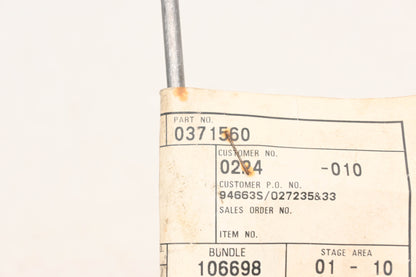 PART NO.
0371560
CUSTOMER NO.
0224 -010
CUSTOMER P.O. NO.
94663S/027235&33
SALES ORDER NO.
ITEM NO.
BUNDLE STAGE AREA
106698 01 - 10